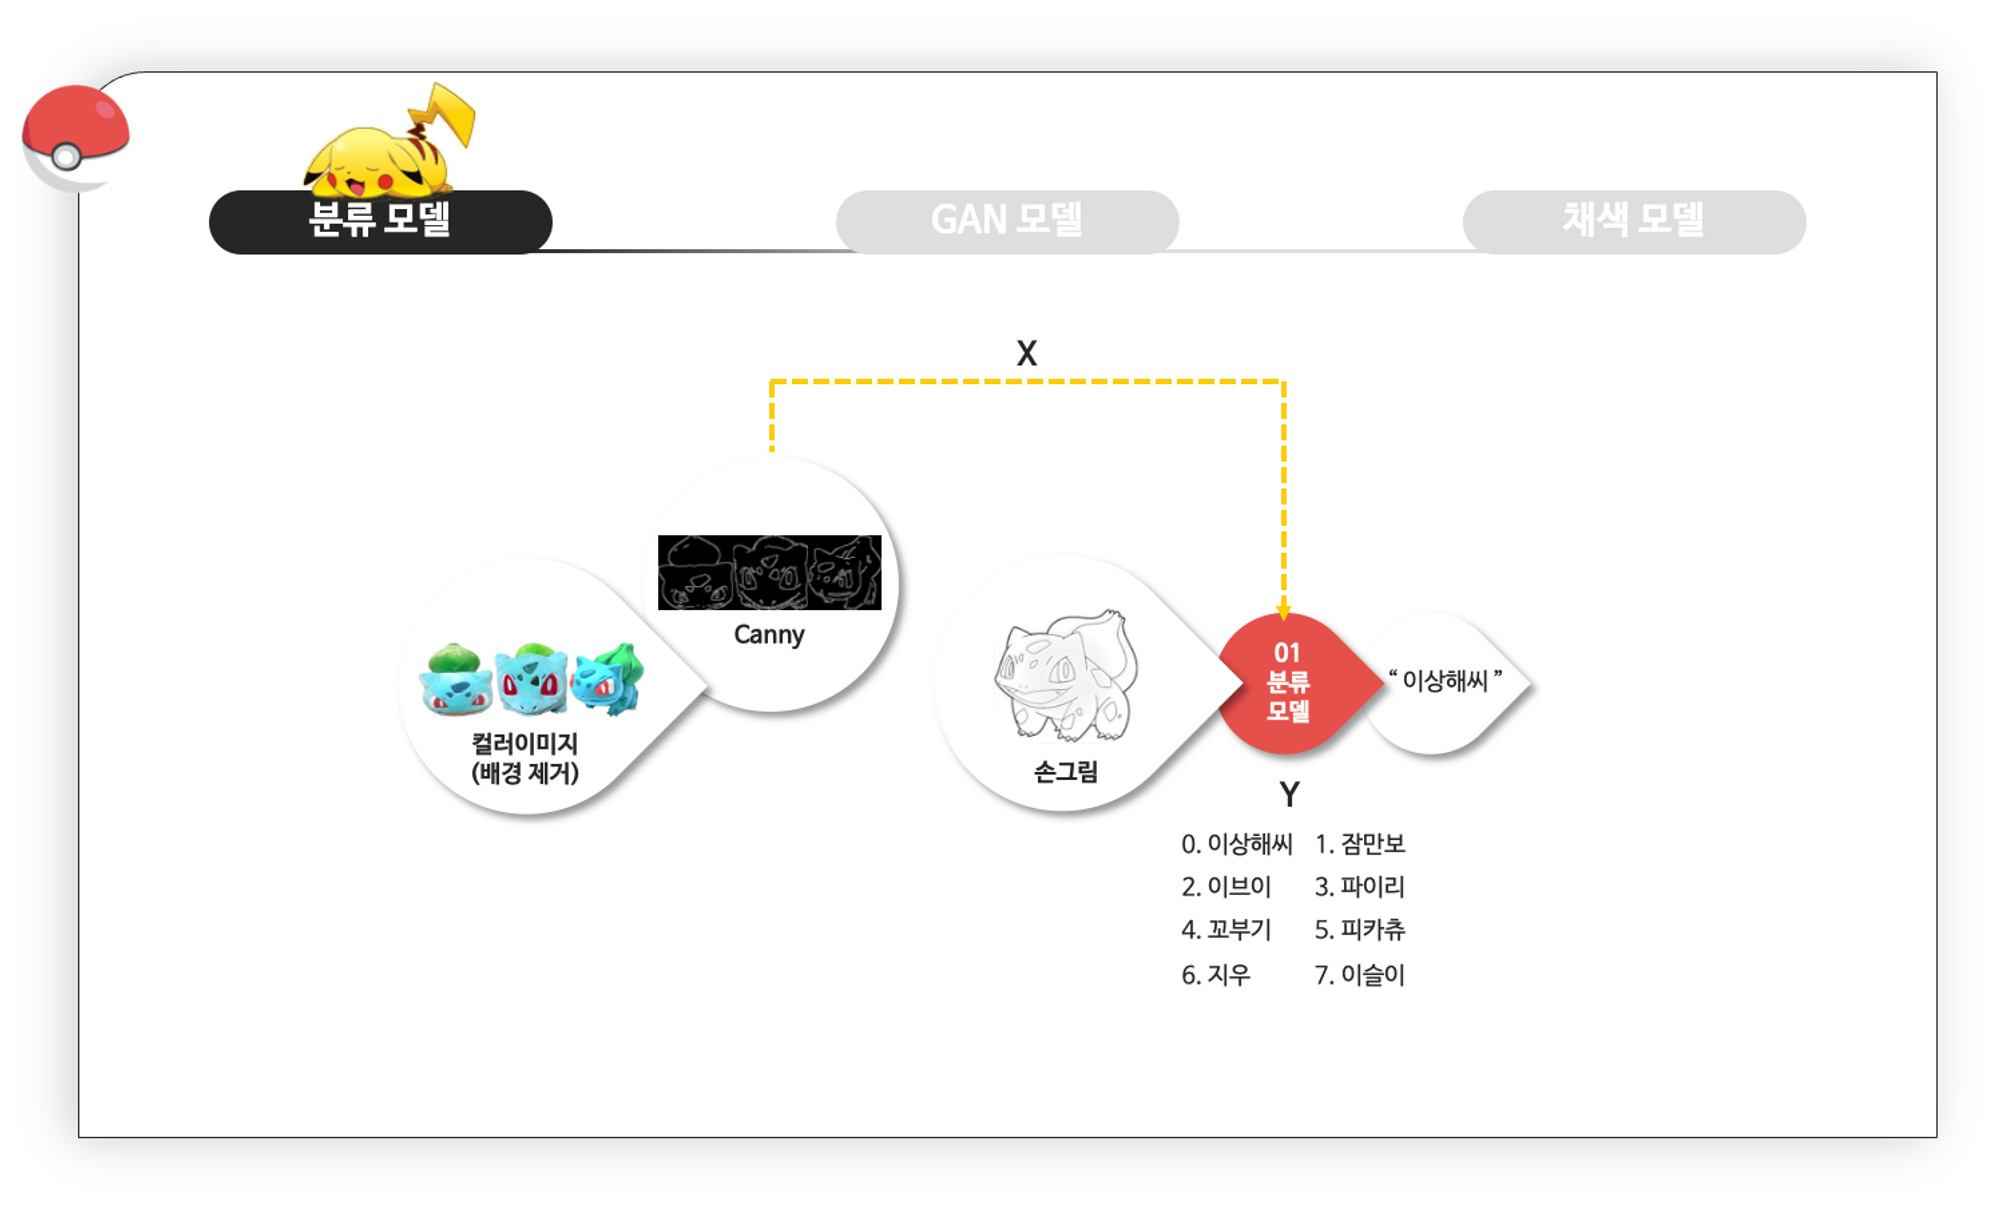 분류 모델
GAN 모델
채색 모델
X
Canny
컬러이미지
(배경 제거)
손그림
01
분류
모델
“ 이상해씨 ”
Y
0. 이상해씨 1. 잠만보
2. 이브이 3. 파이리
4. 꼬부기 5. 피카츄
6. 지우 7. 이슬이